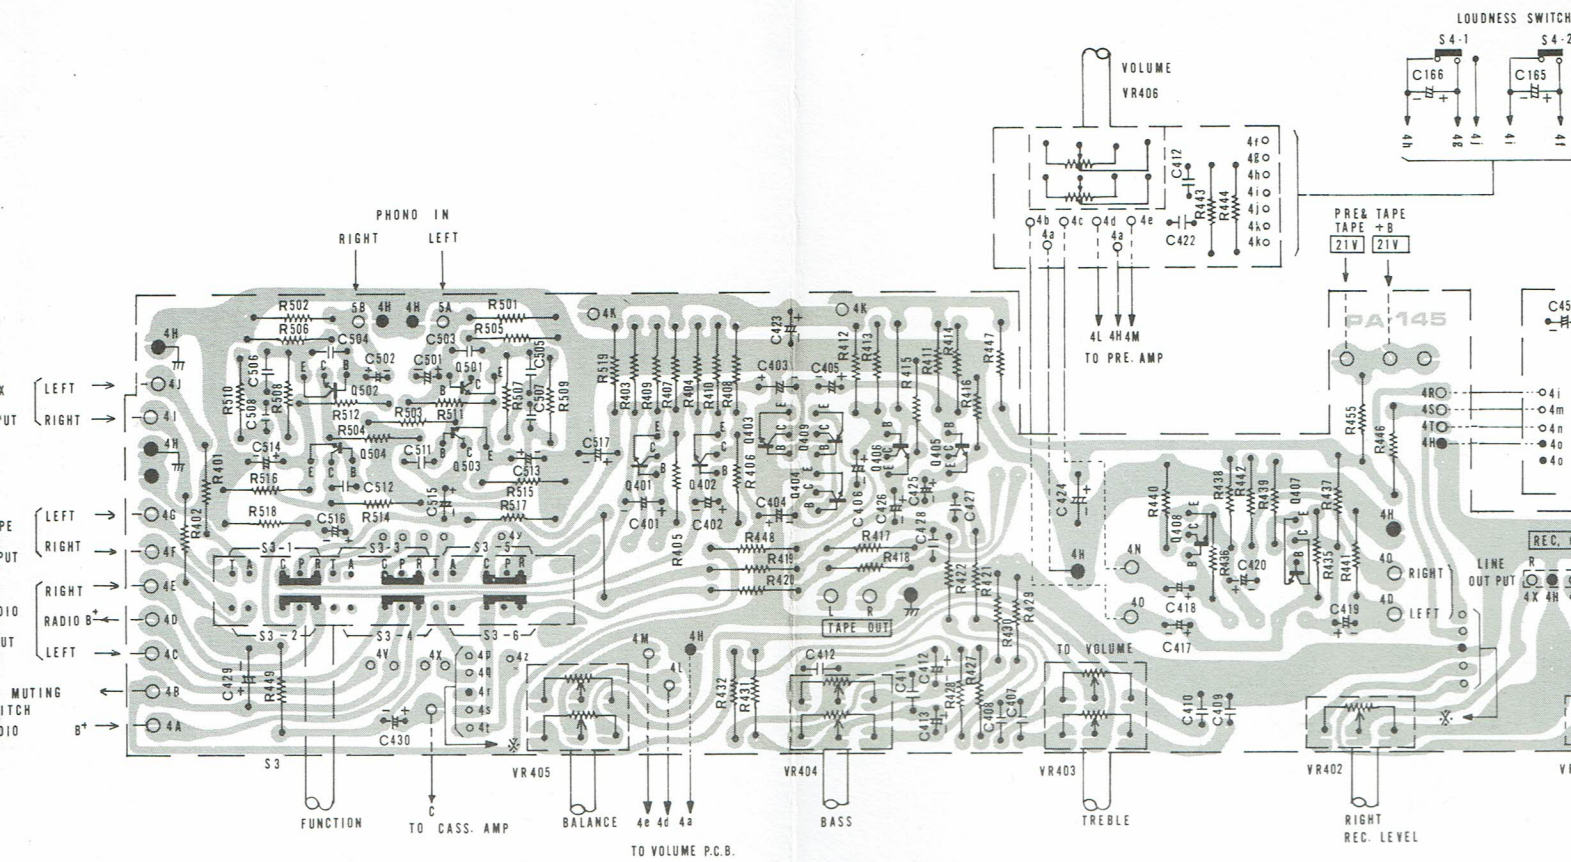 LOUDNESS SWITCH
S4-1
S4-2
C166
C165
- +
- +
4h
4g
4j
4i
4f
VOLUME
VR406
C412
R443
R444
C422
4f
4g
4h
4i
4j
4k
4k
4b
4c
4d
4e
4a
4a
4L 4H 4M
TO PRE. AMP
PRE& TAPE
TAPE +B
21V
21V
PA-145
PHONO IN
RIGHT
LEFT
4H
R502
R506
C504
5B
4H
4H
5A
C503
R501
R505
4K
4K
C423
R412
R413
R415
R411
R414
R416
R447
C506
R510
R508
C508
C502
C501
Q501
Q502
R512
R503
R511
R507
C505
C507
R509
R519
R403
R409
R407
R404
R410
R408
C403
C405
Q403
Q409
4J
LEFT
RIGHT
4I
4H
R401
R402
C514
R504
Q504
C511
Q503
C513
C517
R516
C512
R514
C515
R515
R518
C516
R517
Q401
Q402
C401
C402
R405
R406
C404
Q404
C406
Q406
C426
C425
C428
Q405
C427
R448
R419
R420
R417
R418
R422
R421
R430
R429
C424
4H
4N
4O
R440
Q408
R438
R442
R439
R436
C420
Q407
R437
R435
R441
C418
C417
C419
R455
R446
4R
4S
4T
4H
4i
4m
4n
4o
4o
4H
4O
RIGHT
4D
LEFT
LINE
OUT PUT
R
4X 4H
LEFT
4G
RIGHT
4F
RIGHT
4E
RADIO B+
4D
LEFT
4C
MUTING
4B
B+
4A
S3-1
S3-3
S3-5
T A C P R T A C P R T A C P R
4y
S3-2
S3-4
S3-6
4V
4X
4p
4q
4r
4s
4t
4z
C429
R449
C430
L
R
TAPE OUT
4M
4L
4H
R432
R431
C412
C411
C412
C413
R428
R427
C408
C407
TO VOLUME
C410
C409
S3
FUNCTION
C
TO CASS. AMP
VR405
BALANCE
4e 4d 4a
TO VOLUME P.C.B.
VR404
BASS
VR403
TREBLE
VR402
RIGHT
REC. LEVEL